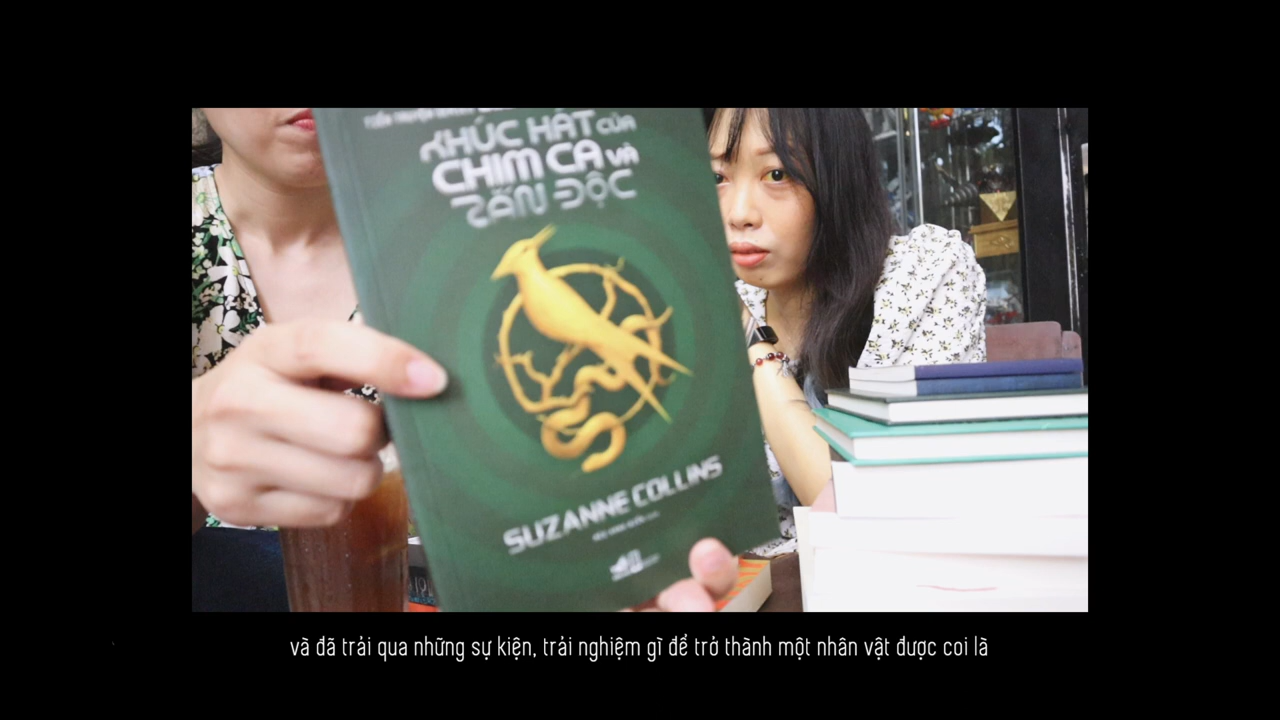 KHÚC HÁT CỦA
CHIM CA VÀ
RẮN ĐỘC
SUZANNE COLLINS
và đã trải qua những sự kiện, trải nghiệm gì để trở thành một nhân vật được coi là